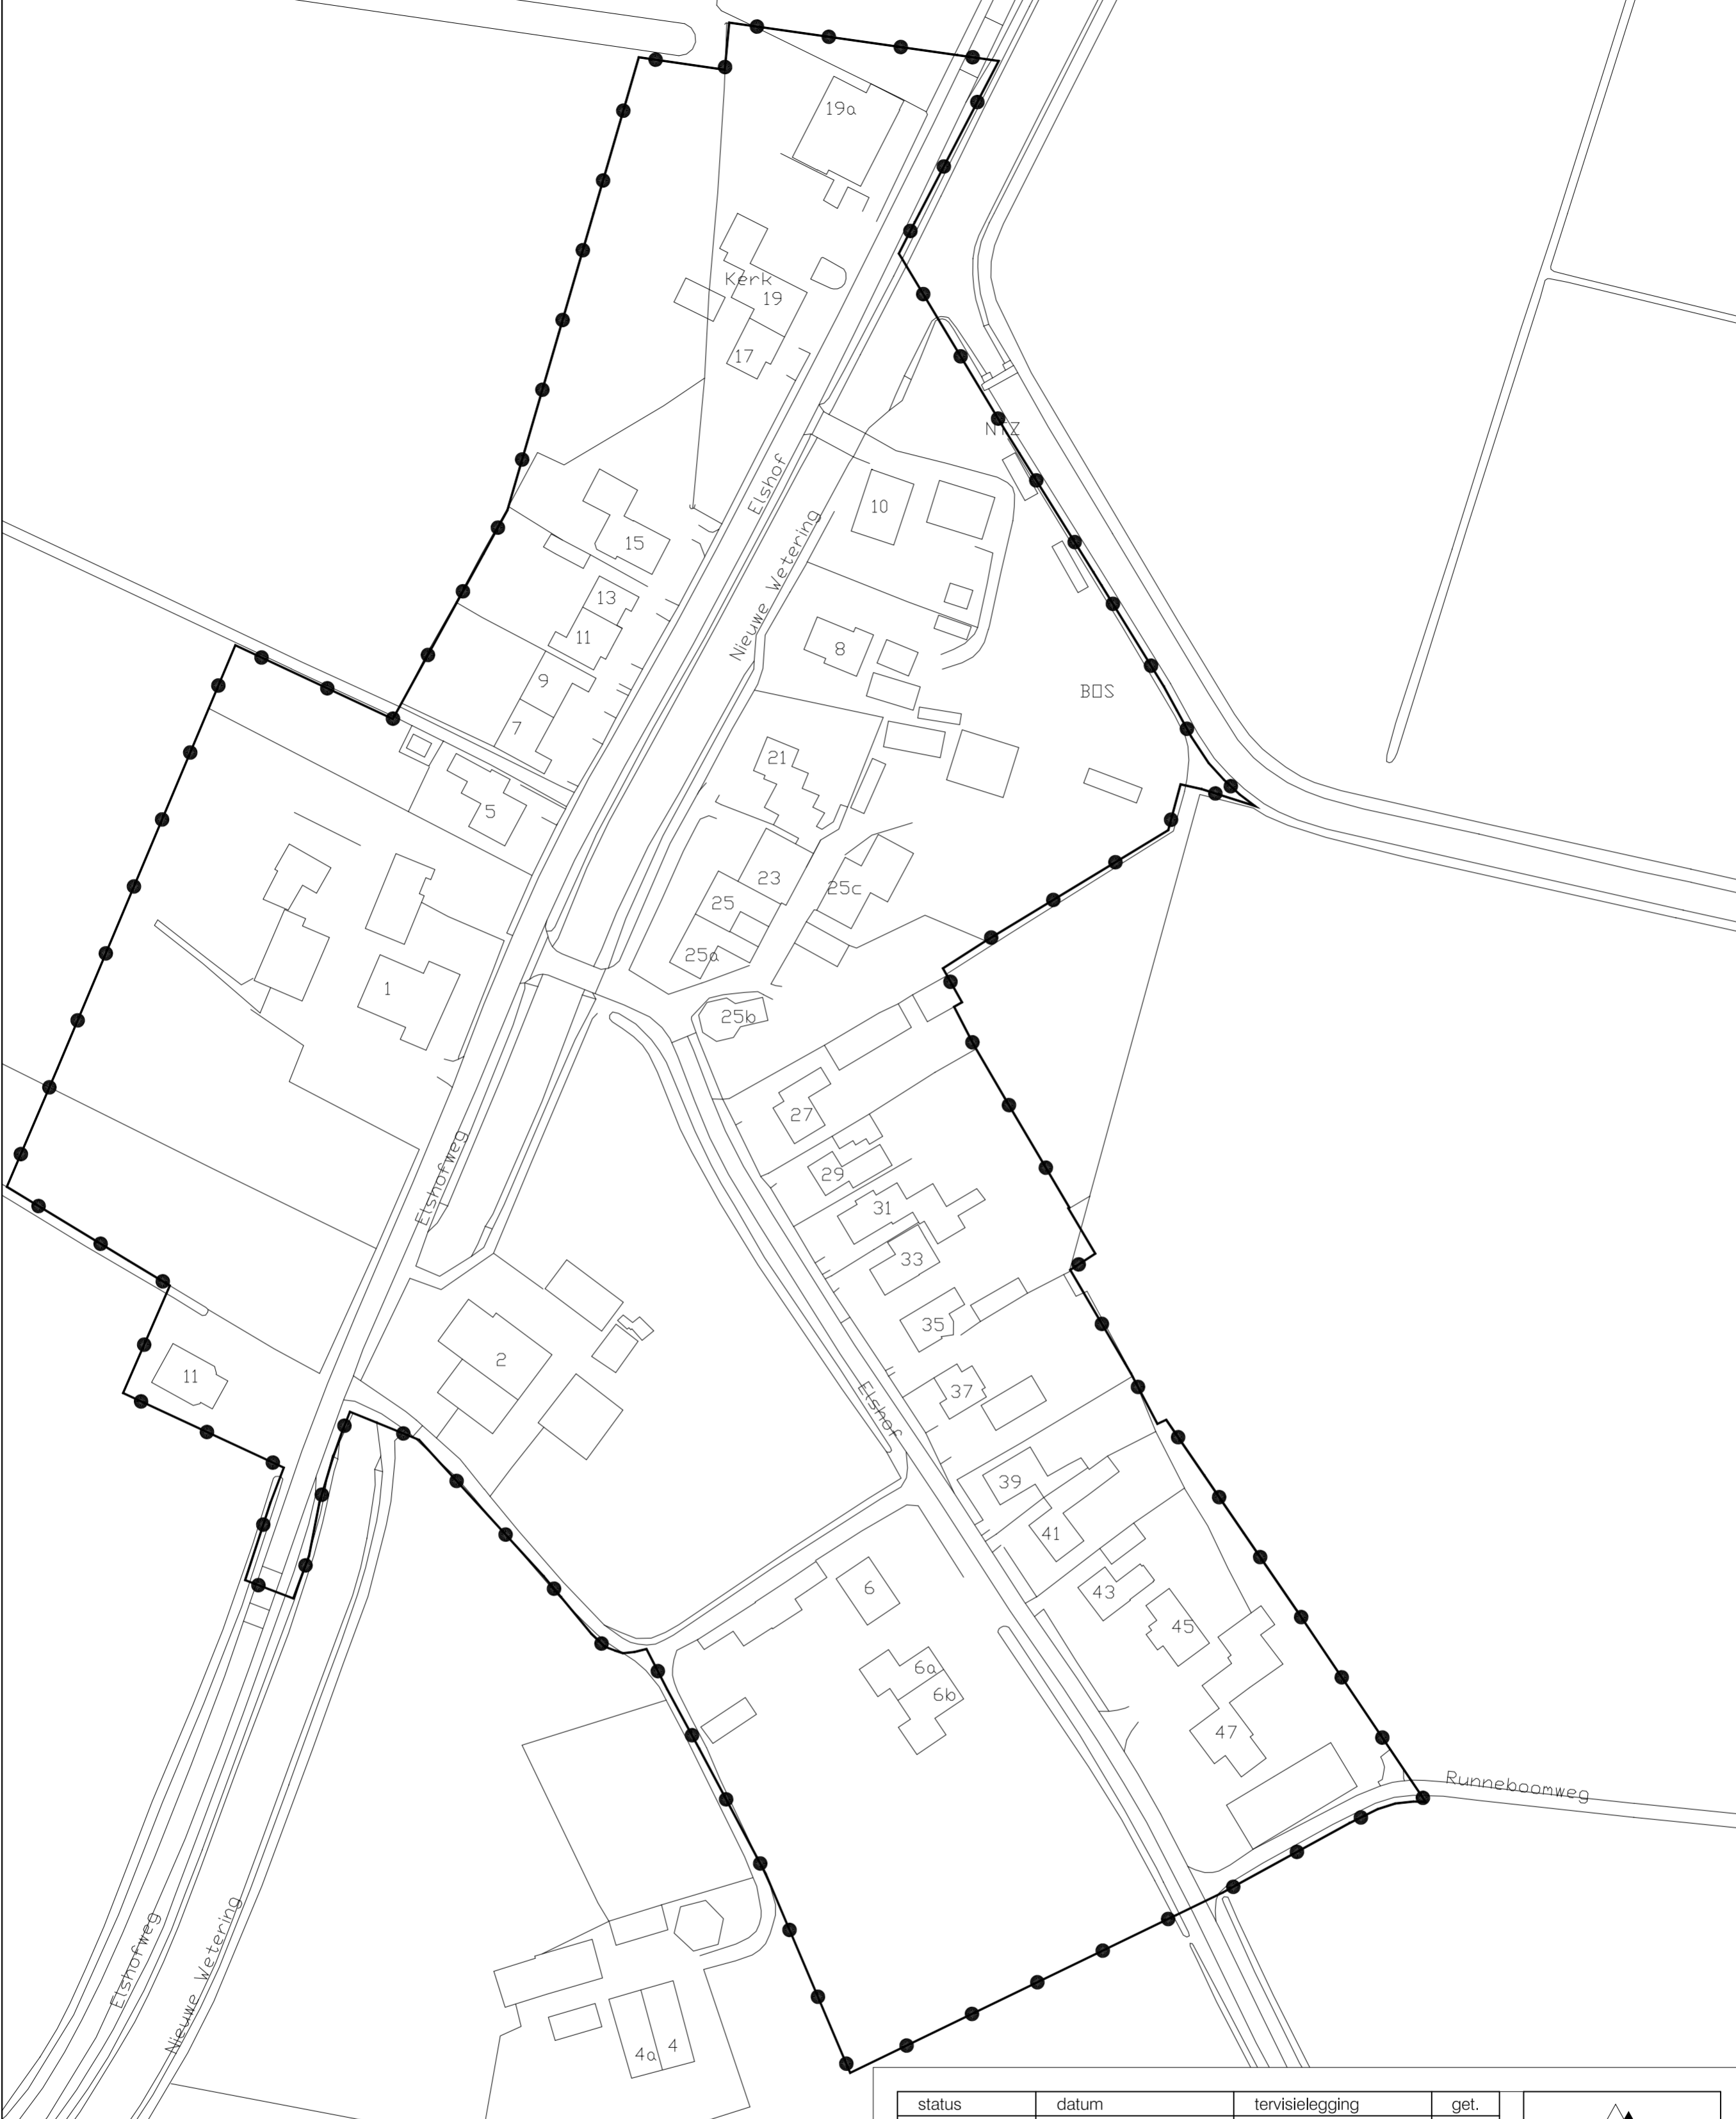 19a
Kerk
19
17
NTZ
Elshof
10
15
Nieuwe Wetering
13
11
8
9
BOS
7
21
5
23
25c
25
25a
1
25b
27
Elshofweg
29
31
33
35
2
11
37
Elshof
39
41
6
43
45
6a
6b
47
Runneboomweg
Elshofweg
Nieuwe Wetering
4a
4
status datum tervisielegging get.